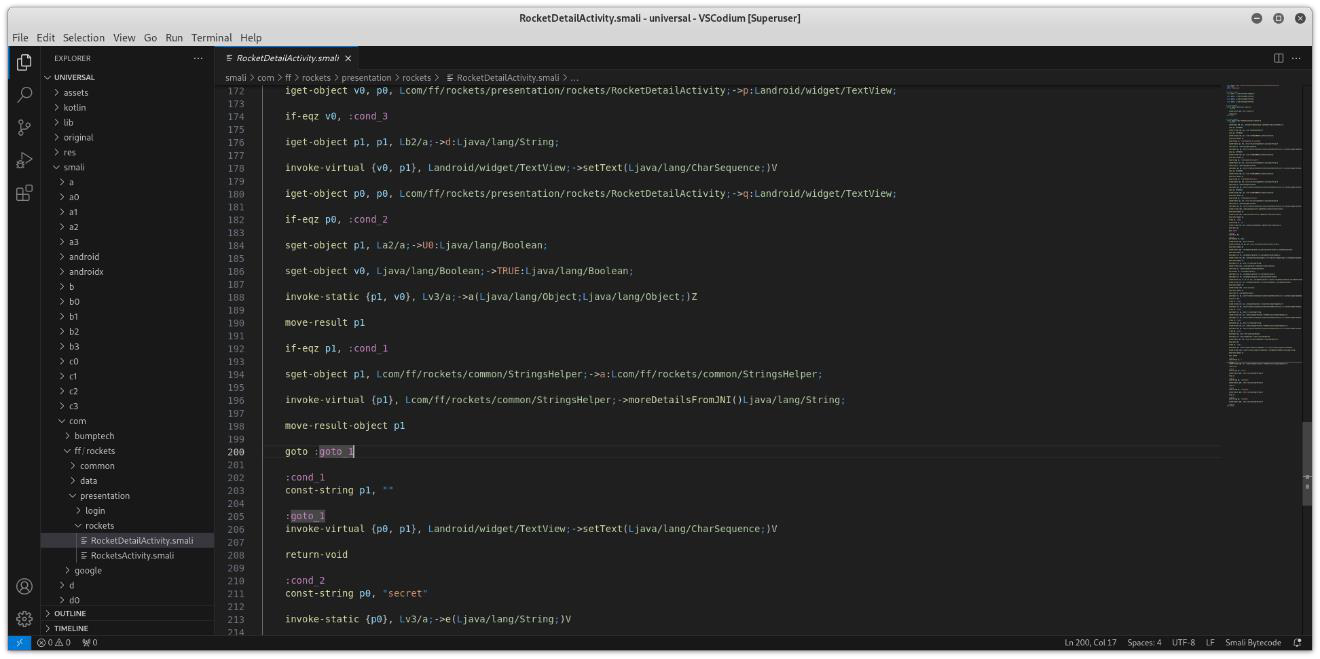 RocketDetailActivity.smali - universal - VSCodium [Superuser]
File Edit Selection View Go Run Terminal Help
EXPLORER ···
RocketDetailActivity.smali ×
UNIVERSAL
smali > com > ff > rockets > presentation > rockets > RocketDetailActivity.smali > ...
assets
kotlin
lib
original
res
smali
a
a0
a1
a2
a3
android
androidx
b
b0
b1
b2
b3
c0
c1
c2
c3
com
bumptech
ff/rockets
common
data
presentation
login
rockets
RocketDetailActivity.smali
RocketsActivity.smali
google
d
d0
OUTLINE
TIMELINE
172 iget-object v0, p0, Lcom/ff/rockets/presentation/rockets/RocketDetailActivity;->p:Landroid/widget/TextView;
173
174 if-eqz v0, :cond_3
175
176 iget-object p1, p1, Lb2/a;->d:Ljava/lang/String;
177
178 invoke-virtual {v0, p1}, Landroid/widget/TextView;->setText(Ljava/lang/CharSequence;)V
179
180 iget-object p0, p0, Lcom/ff/rockets/presentation/rockets/RocketDetailActivity;->q:Landroid/widget/TextView;
181
182 if-eqz p0, :cond_2
183
184 sget-object p1, La2/a;->U0:Ljava/lang/Boolean;
185
186 sget-object v0, Ljava/lang/Boolean;->TRUE:Ljava/lang/Boolean;
187
188 invoke-static {p1, v0}, Lv3/a;->a(Ljava/lang/Object;Ljava/lang/Object;)Z
189
190 move-result p1
191
192 if-eqz p1, :cond_1
193
194 sget-object p1, Lcom/ff/rockets/common/StringsHelper;->a:Lcom/ff/rockets/common/StringsHelper;
195
196 invoke-virtual {p1}, Lcom/ff/rockets/common/StringsHelper;->moreDetailsFromJNI()Ljava/lang/String;
197
198 move-result-object p1
199
200 goto :goto_1
201
202 :cond_1
203 const-string p1, ""
204
205 :goto_1
206 invoke-virtual {p0, p1}, Landroid/widget/TextView;->setText(Ljava/lang/CharSequence;)V
207
208 return-void
209
210 :cond_2
211 const-string p0, "secret"
212
213 invoke-static {p0}, Lv3/a;->e(Ljava/lang/String;)V
214
0 0 0 Ln 200, Col 17 Spaces: 4 UTF-8 LF Smali Bytecode